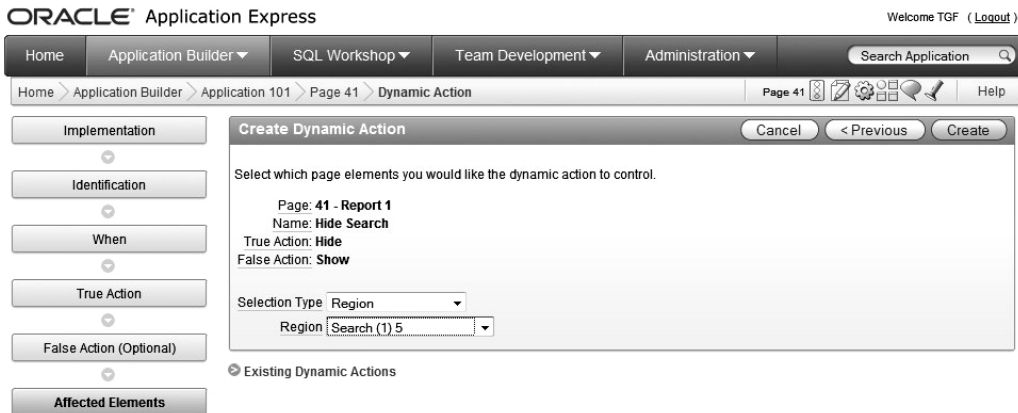 ORACLE® Application Express
Welcome TGF ( Logout )
Home Application Builder SQL Workshop Team Development Administration Search Application
Home Application Builder Application 101 Page 41 Dynamic Action Page 41 Help
Implementation
Identification
When
True Action
False Action (Optional)
Affected Elements
Create Dynamic Action Cancel < Previous Create
Select which page elements you would like the dynamic action to control.
Page: 41 - Report 1
Name: Hide Search
True Action: Hide
False Action: Show
Selection Type Region
Region Search (1) 5
Existing Dynamic Actions